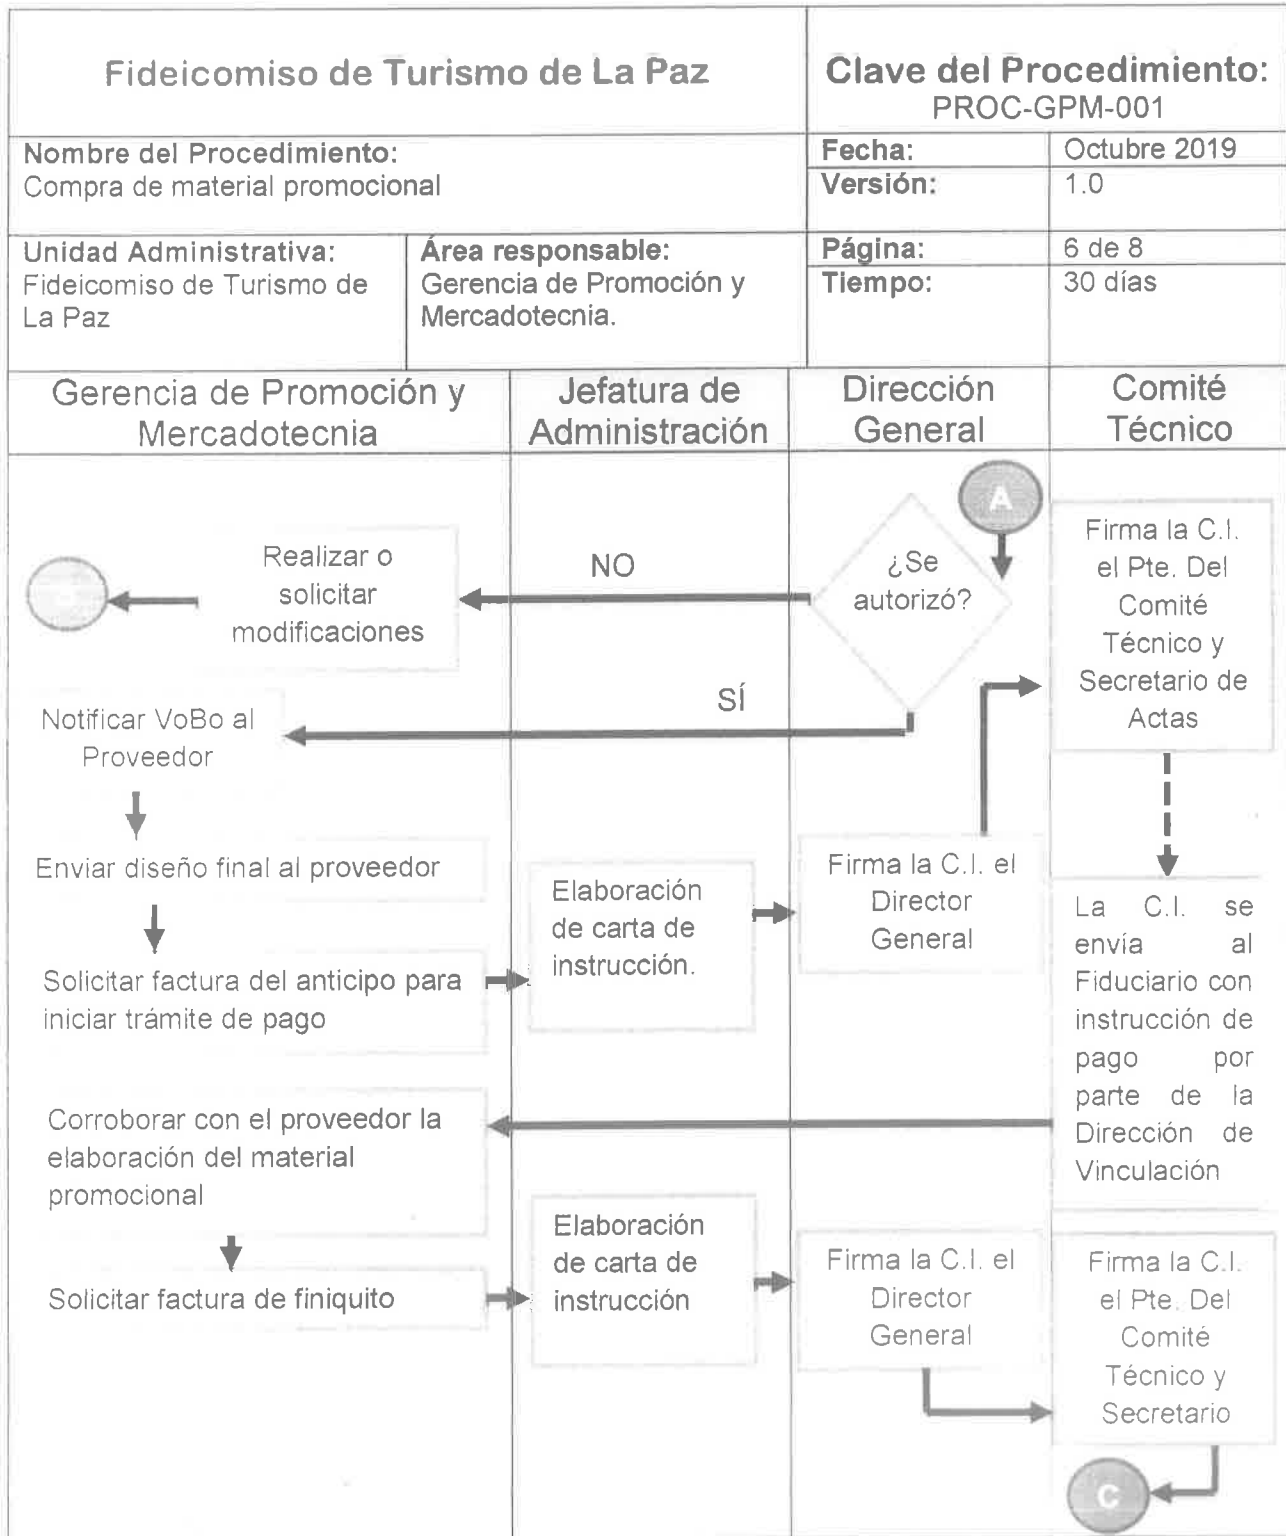 Fideicomiso de Turismo de La Paz
Clave del Procedimiento:
PROC-GPM-001
Nombre del Procedimiento:
Compra de material promocional
Fecha:
Octubre 2019
Versión:
1.0
Unidad Administrativa:
Fideicomiso de Turismo de
La Paz
Área responsable:
Gerencia de Promoción y
Mercadotecnia.
Página:
6 de 8
Tiempo:
30 días
Gerencia de Promoción y
Mercadotecnia
Jefatura de
Administración
Dirección
General
Comité
Técnico
A
¿Se
autorizó?
NO
Realizar o
solicitar
modificaciones
SÍ
Notificar VoBo al
Proveedor
Enviar diseño final al proveedor
Solicitar factura del anticipo para
iniciar trámite de pago
Elaboración
de carta de
instrucción.
Firma la C.I. el
Director
General
Firma la C.I.
el Pte. Del
Comité
Técnico y
Secretario de
Actas
La C.I. se
envía al
Fiduciario con
instrucción de
pago por
parte de la
Dirección de
Vinculación
Corroborar con el proveedor la
elaboración del material
promocional
Solicitar factura de finiquito
Elaboración
de carta de
instrucción
Firma la C.I. el
Director
General
Firma la C.I.
el Pte. Del
Comité
Técnico y
Secretario
C